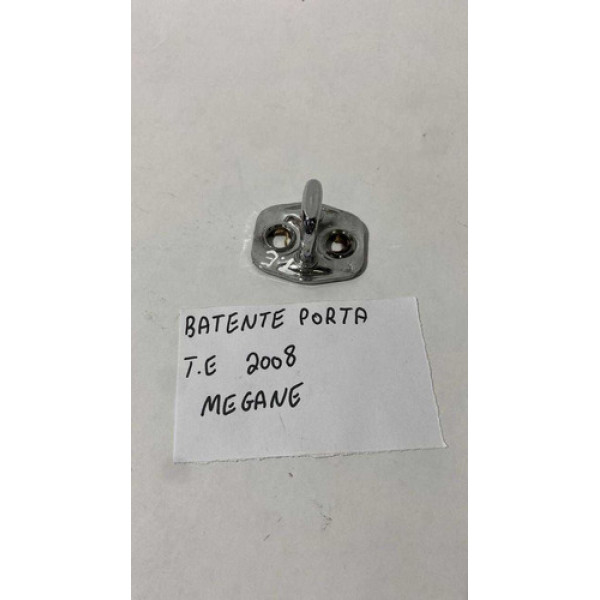 T.E
BATENTE PORTA
T.E 2008
MEGANE